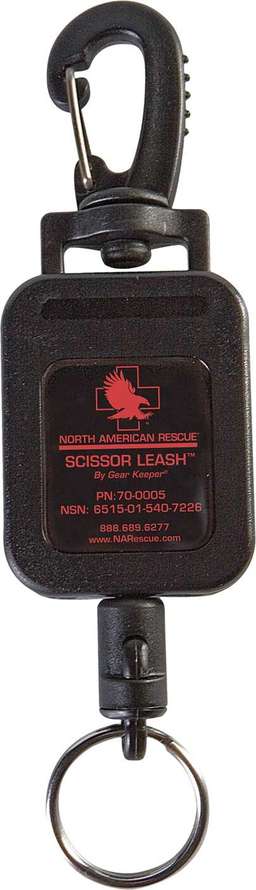 NORTH AMERICAN RESCUE®
SCISSOR LEASH™
By Gear Keeper®
PN:70-0005
NSN: 6515-01-540-7226
888.689.6277
www.NARescue.com